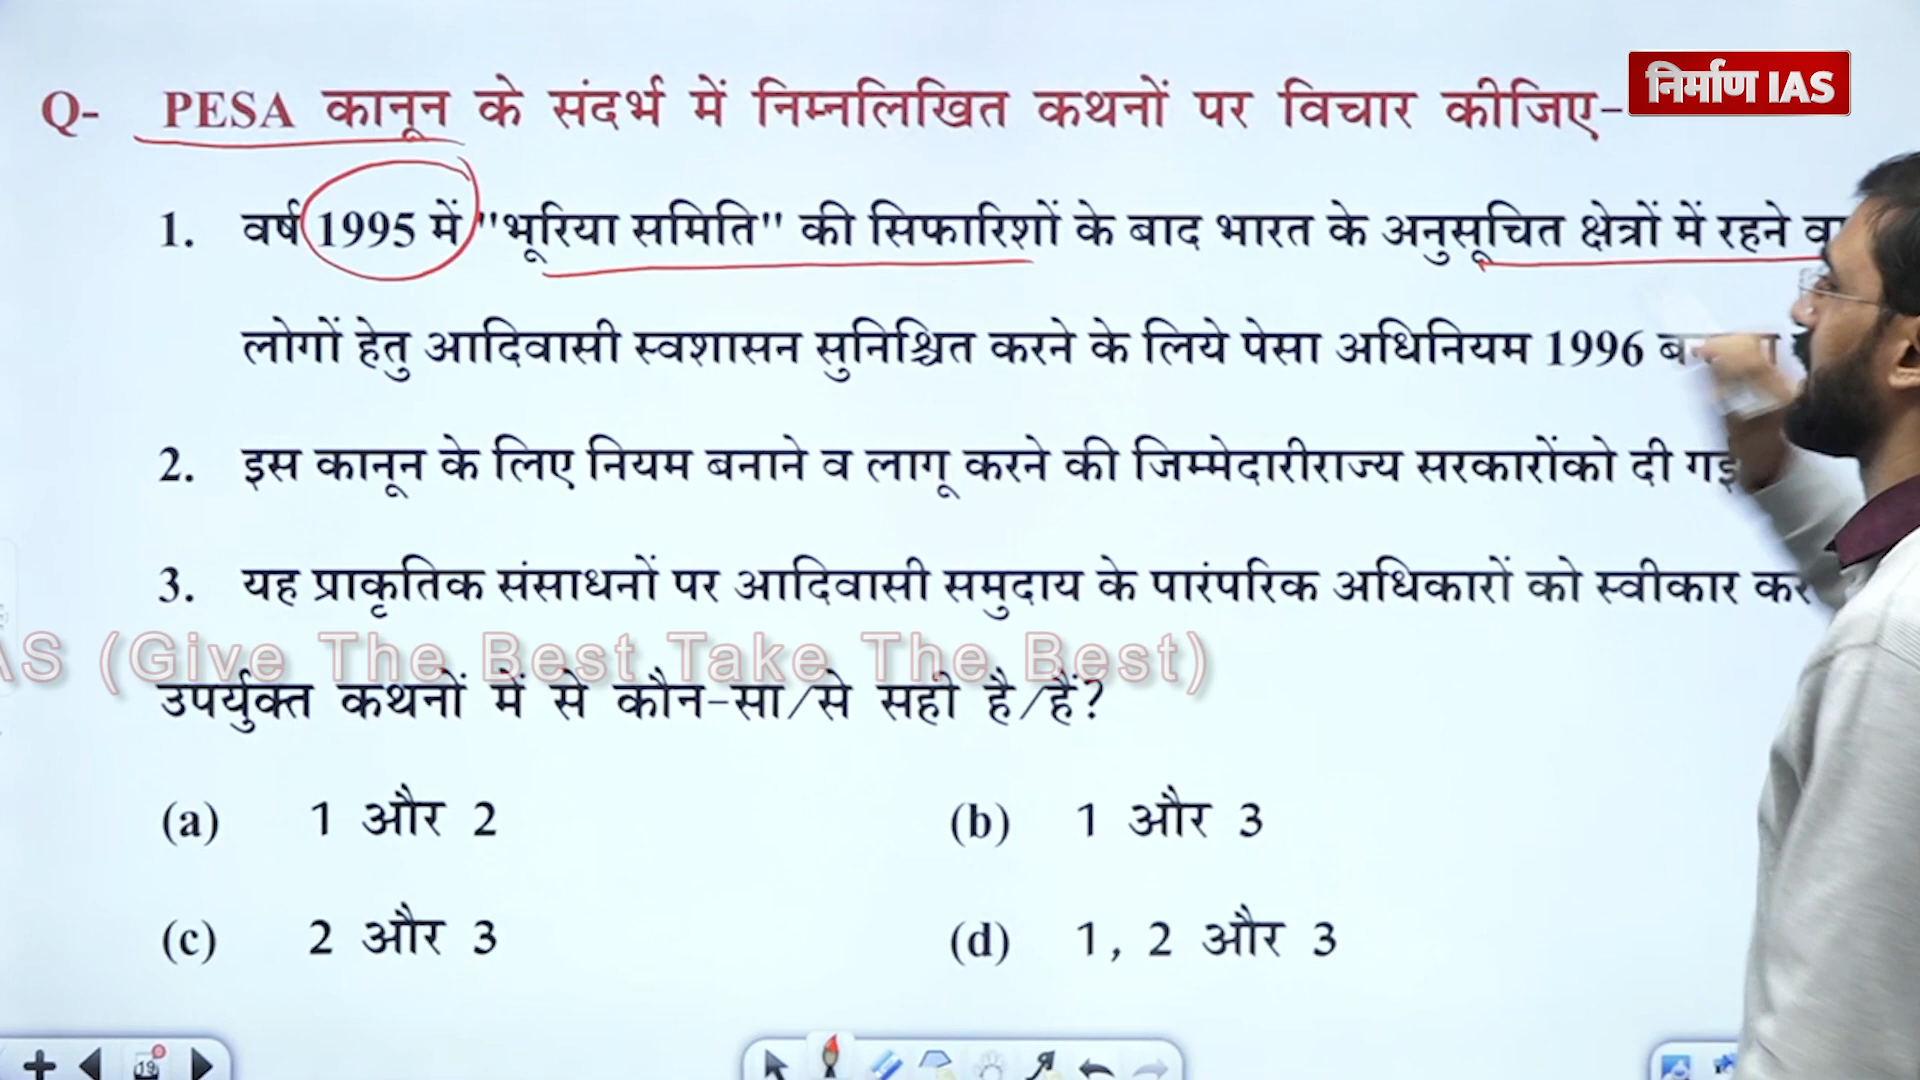 निर्माण IAS
Q- PESA कानून के संदर्भ में निम्नलिखित कथनों पर विचार कीजिए-
1. वर्ष 1995 में "भूरिया समिति" की सिफारिशों के बाद भारत के अनुसूचित क्षेत्रों में रहने
लोगों हेतु आदिवासी स्वशासन सुनिश्चित करने के लिये पेसा अधिनियम 1996
2. इस कानून के लिए नियम बनाने व लागू करने की जिम्मेदारीराज्य सरकारोंको दी
3. यह प्राकृतिक संसाधनों पर आदिवासी समुदाय के पारंपरिक अधिकारों को स्वीकार
AS (Give The Best Take The Best)
उपर्युक्त कथनों में से कौन-सा/से सही है/हैं?
(a) 1 और 2 (b) 1 और 3
(c) 2 और 3 (d) 1, 2 और 3
19